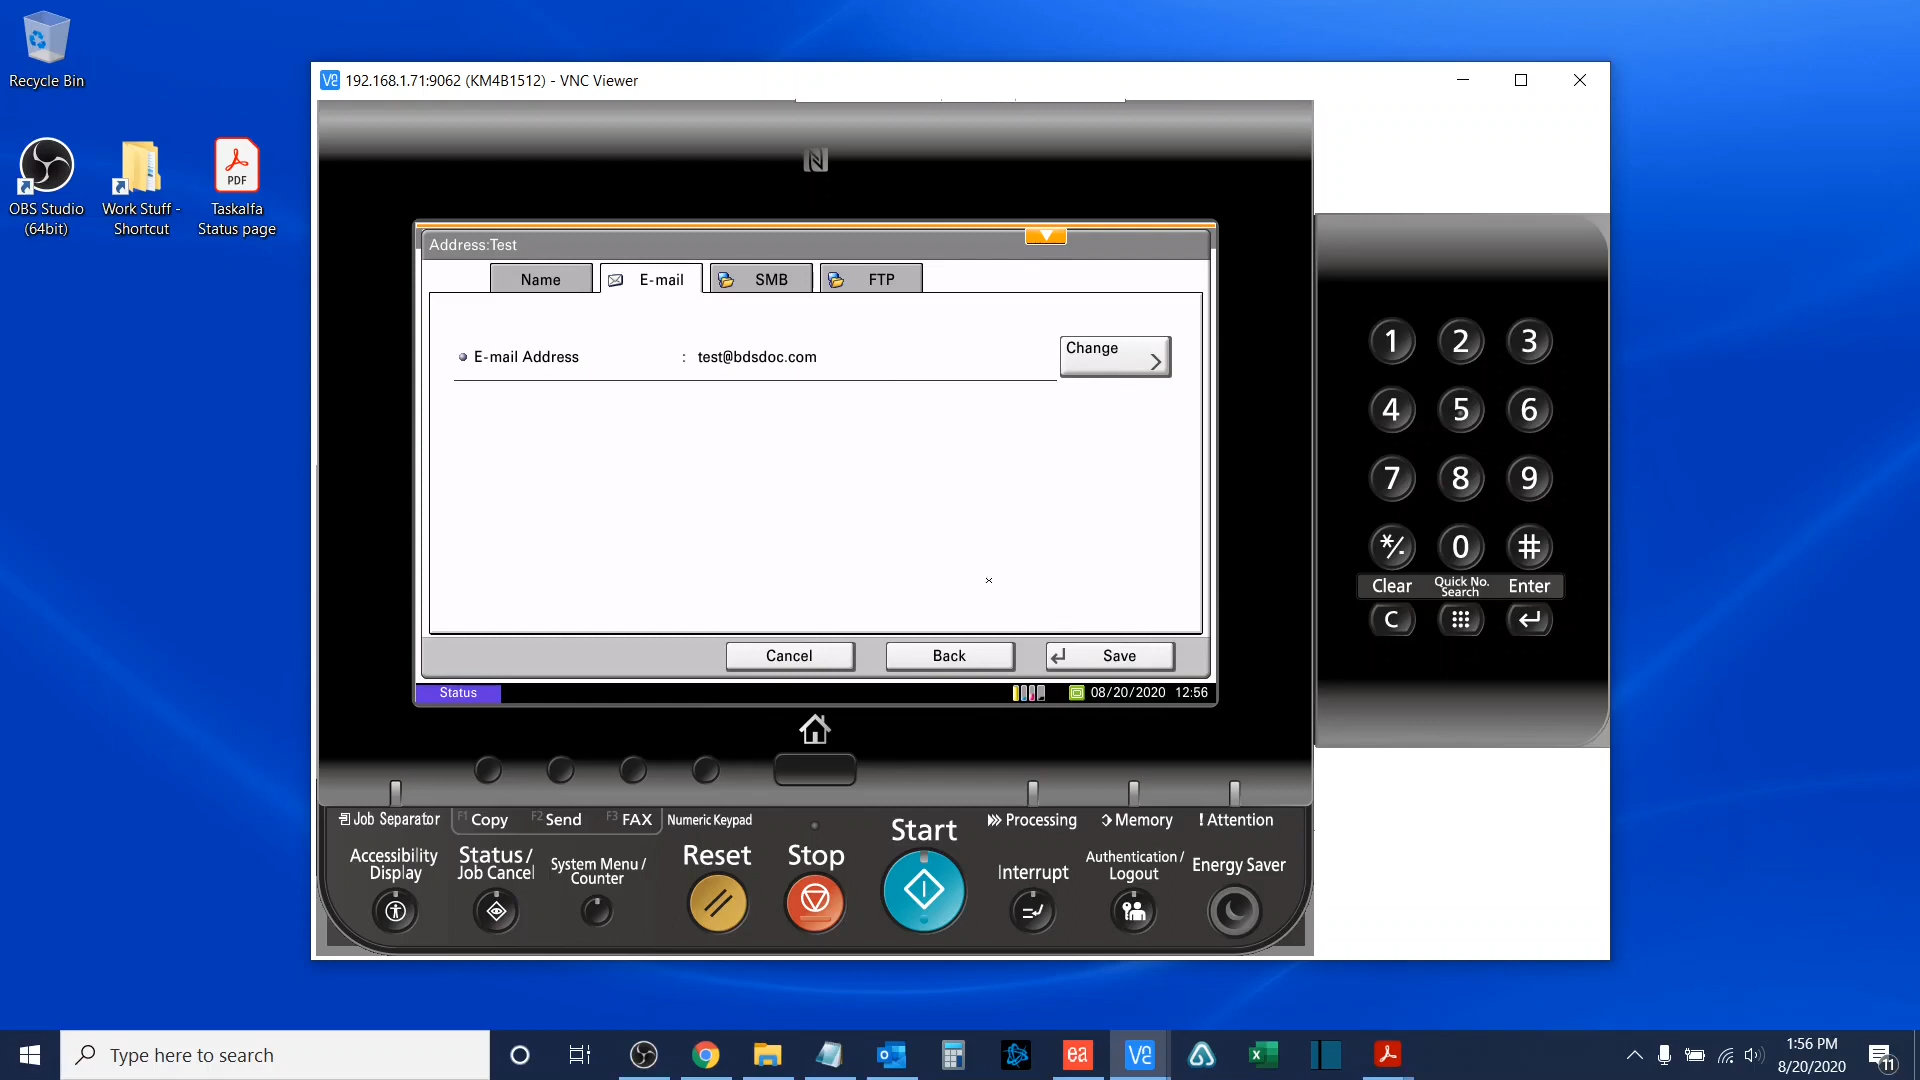 Recycle Bin
OBS Studio
(64bit)
Work Stuff -
Shortcut
PDF
Taskalfa
Status page
V2 192.168.1.71:9062 (KM4B1512) - VNC Viewer
Address:Test
Name
E-mail
SMB
FTP
E-mail Address : test@bdsdoc.com
Change
Cancel
Back
Save
Status
08/20/2020 12:56
1 2 3
4 5 6
7 8 9
*/. 0 #
Clear
Quick No.
Search
Enter
C
Job Separator
F1 Copy
F2 Send
F3 FAX
Numeric Keypad
Processing
Memory
! Attention
Accessibility
Display
Status/
Job Cancel
System Menu /
Counter
Reset
Stop
Start
Interrupt
Authentication /
Logout
Energy Saver
Type here to search
ea
V2
1:56 PM
8/20/2020
11